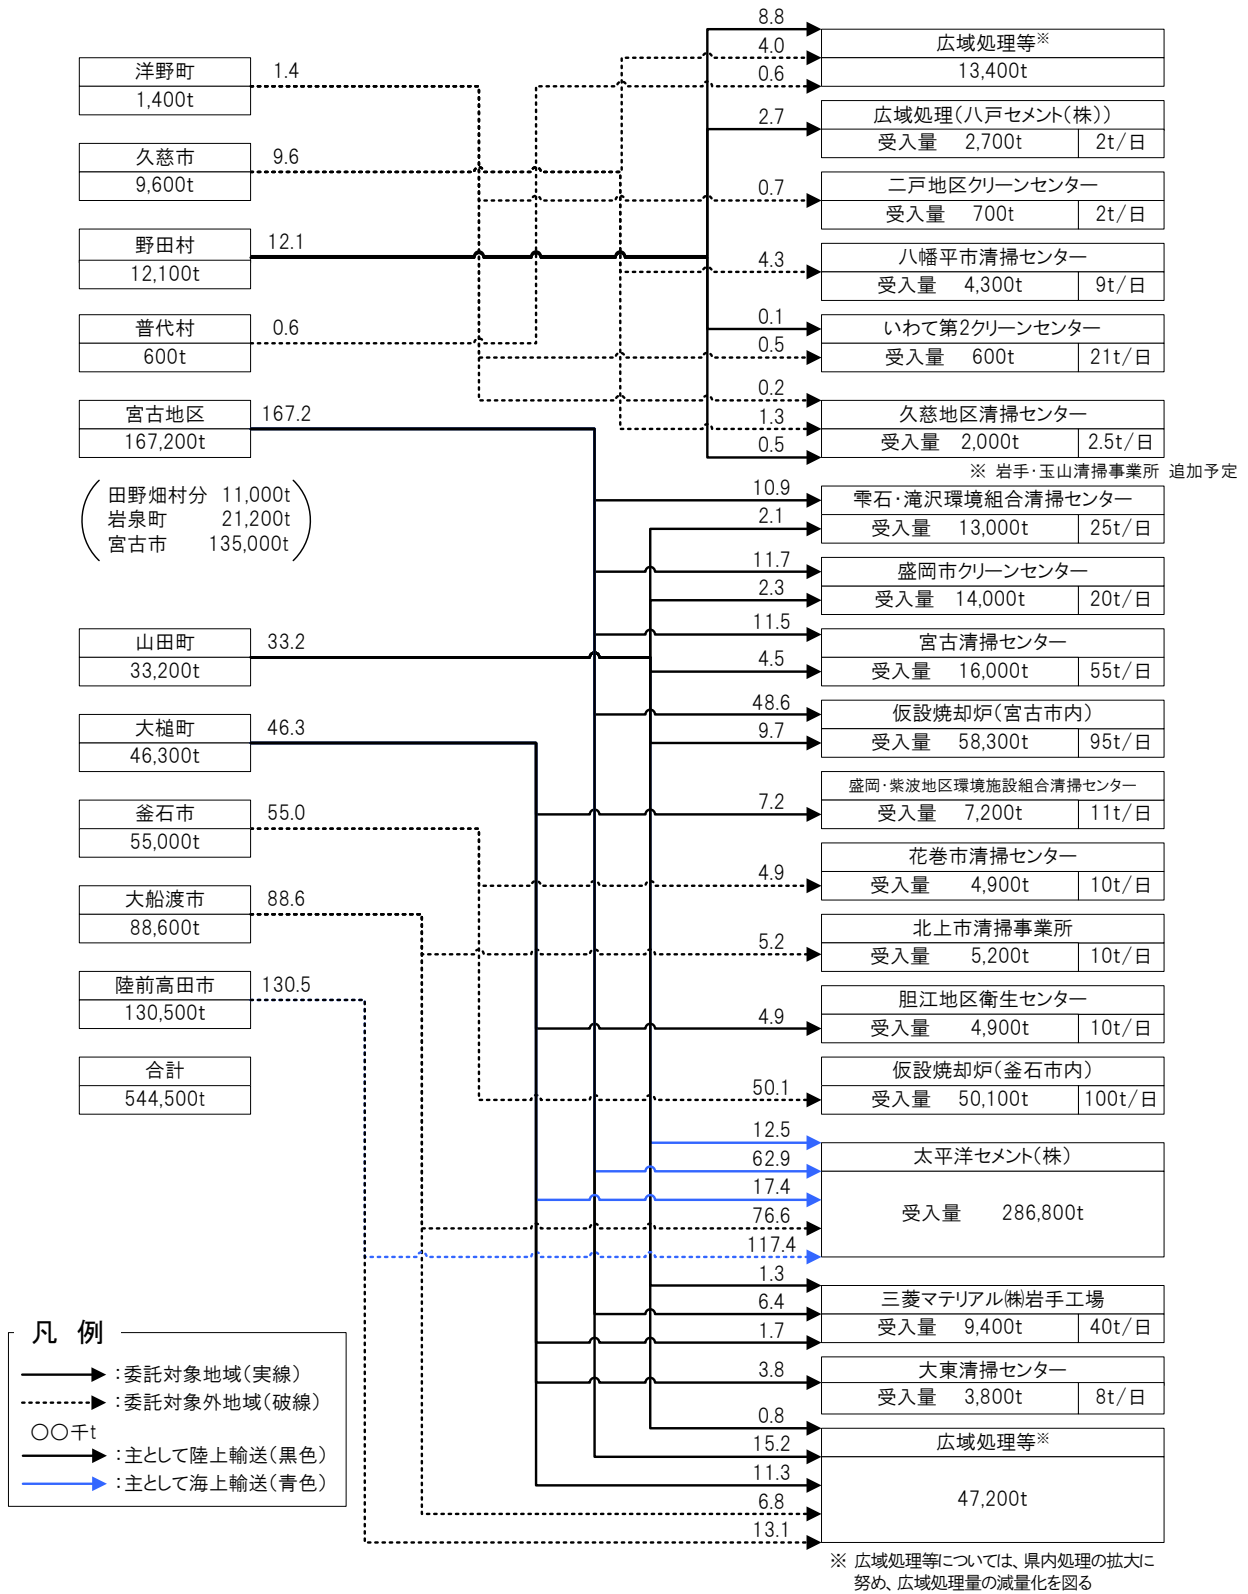 洋野町 1.4
1,400t
久慈市 9.6
9,600t
野田村 12.1
12,100t
普代村 0.6
600t
宮古地区 167.2
167,200t
田野畑村分 11,000t
岩泉町 21,200t
宮古市 135,000t
山田町 33.2
33,200t
大槌町 46.3
46,300t
釜石市 55.0
55,000t
大船渡市 88.6
88,600t
陸前高田市 130.5
130,500t
合計
544,500t
8.8
4.0
0.6
広域処理等※
13,400t
2.7
広域処理(八戸セメント(株))
受入量 2,700t 2t/日
0.7
二戸地区クリーンセンター
受入量 700t 2t/日
4.3
八幡平市清掃センター
受入量 4,300t 9t/日
0.1
0.5
いわて第2クリーンセンター
受入量 600t 21t/日
0.2
1.3
0.5
久慈地区清掃センター
受入量 2,000t 2.5t/日
※ 岩手・玉山清掃事業所 追加予定
10.9
2.1
雫石・滝沢環境組合清掃センター
受入量 13,000t 25t/日
11.7
2.3
盛岡市クリーンセンター
受入量 14,000t 20t/日
11.5
4.5
宮古清掃センター
受入量 16,000t 55t/日
48.6
9.7
仮設焼却炉(宮古市内)
受入量 58,300t 95t/日
7.2
盛岡・紫波地区環境施設組合清掃センター
受入量 7,200t 11t/日
4.9
花巻市清掃センター
受入量 4,900t 10t/日
5.2
北上市清掃事業所
受入量 5,200t 10t/日
4.9
胆江地区衛生センター
受入量 4,900t 10t/日
50.1
仮設焼却炉(釜石市内)
受入量 50,100t 100t/日
12.5
62.9
17.4
76.6
117.4
太平洋セメント(株)
受入量 286,800t
1.3
6.4
1.7
三菱マテリアル㈱岩手工場
受入量 9,400t 40t/日
3.8
大東清掃センター
受入量 3,800t 8t/日
0.8
15.2
11.3
6.8
13.1
広域処理等※
47,200t
※ 広域処理等については、県内処理の拡大に
努め、広域処理量の減量化を図る
凡 例
:委託対象地域(実線)
:委託対象外地域(破線)
○○千t
:主として陸上輸送(黒色)
:主として海上輸送(青色)